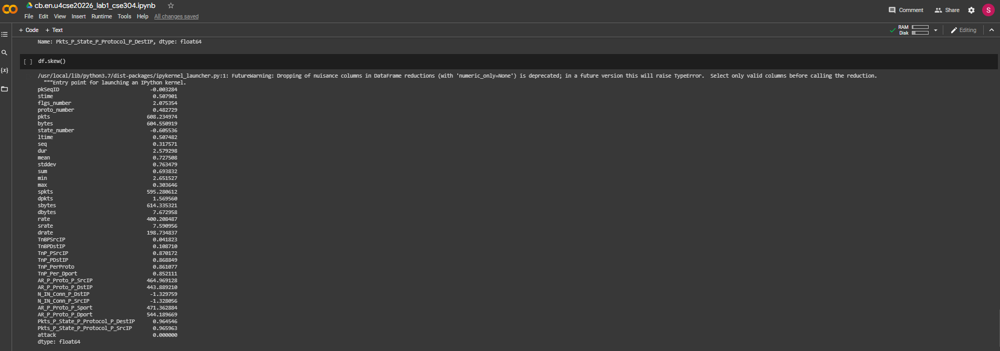 CO cb.en.u4cse20226_lab1_cse304.ipynb
File Edit View Insert Runtime Tools Help All changes saved
Comment Share S
+ Code + Text
RAM
Disk
Editing
Name: Pkts_P_State_P_Protocol_P_DestIP, dtype: float64
[ ] df.skew()
{x}
/usr/local/lib/python3.7/dist-packages/ipykernel_launcher.py:1: FutureWarning: Dropping of nuisance columns in DataFrame reductions (with 'numeric_only=None') is deprecated; in a future version this will raise TypeError.  Select only valid columns before calling the reduction.
"""Entry point for launching an IPython kernel.
pkSeqID -0.003284
stime 0.507901
flgs_number 2.075354
proto_number 0.482729
pkts 608.234974
bytes 604.550919
state_number -0.605536
ltime 0.507482
seq 0.317571
dur 2.579298
mean 0.727508
stddev 0.763479
sum 0.693832
min 2.651527
max 0.303646
spkts 595.280612
dpkts 1.569560
sbytes 614.335321
dbytes 7.672958
rate 400.208487
srate 7.590956
drate 198.734837
TnBPSrcIP 0.041823
TnBPDstIP 0.108710
TnP_PSrcIP 0.870172
TnP_PDstIP 0.868849
TnP_PerProto 0.861077
TnP_Per_Dport 0.852111
AR_P_Proto_P_SrcIP 464.969128
AR_P_Proto_P_DstIP 443.889210
N_IN_Conn_P_DstIP -1.329759
N_IN_Conn_P_SrcIP -1.328056
AR_P_Proto_P_Sport 471.362884
AR_P_Proto_P_Dport 544.189669
Pkts_P_State_P_Protocol_P_DestIP 0.964546
Pkts_P_State_P_Protocol_P_SrcIP 0.965963
attack 0.000000
dtype: float64